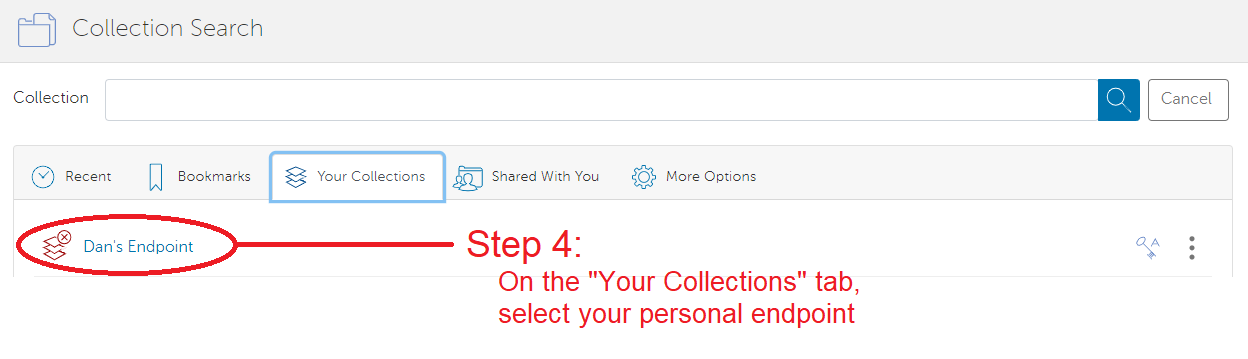 Collection Search
Collection
Cancel
Recent
Bookmarks
Your Collections
Shared With You
More Options
Dan's Endpoint
A
Step 4:
On the "Your Collections" tab,
select your personal endpoint